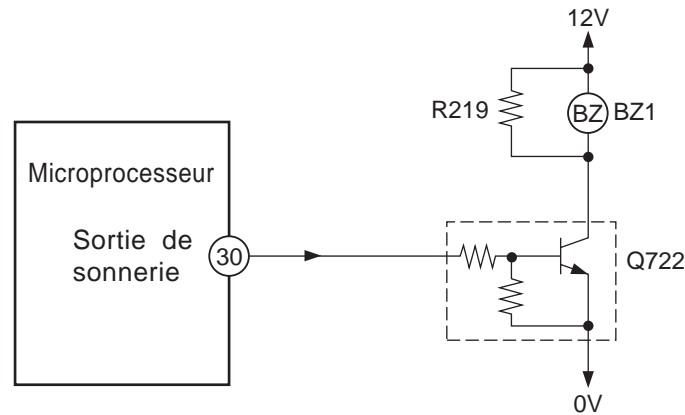 12V
R219
BZ
BZ1
Microprocesseur
Sortie de
sonnerie
30
Q722
0V